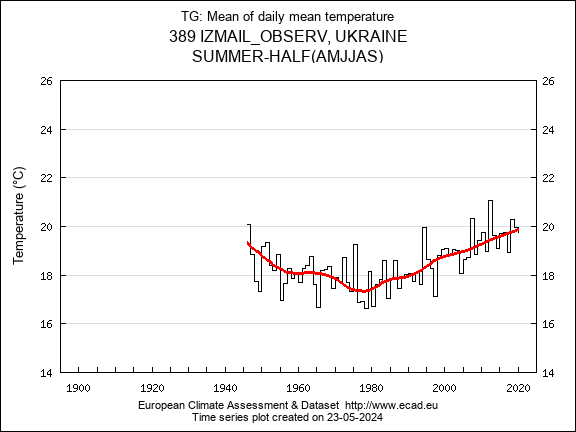 TG: Mean of daily mean temperature
389 IZMAIL_OBSERV, UKRAINE
SUMMER-HALF(AMJJAS)
26 26
24 24
22 22
20 20
18 18
16 16
14 14
Temperature (°C)
1900 1920 1940 1960 1980 2000 2020
European Climate Assessment & Dataset http://www.ecad.eu
Time series plot created on 23-05-2024